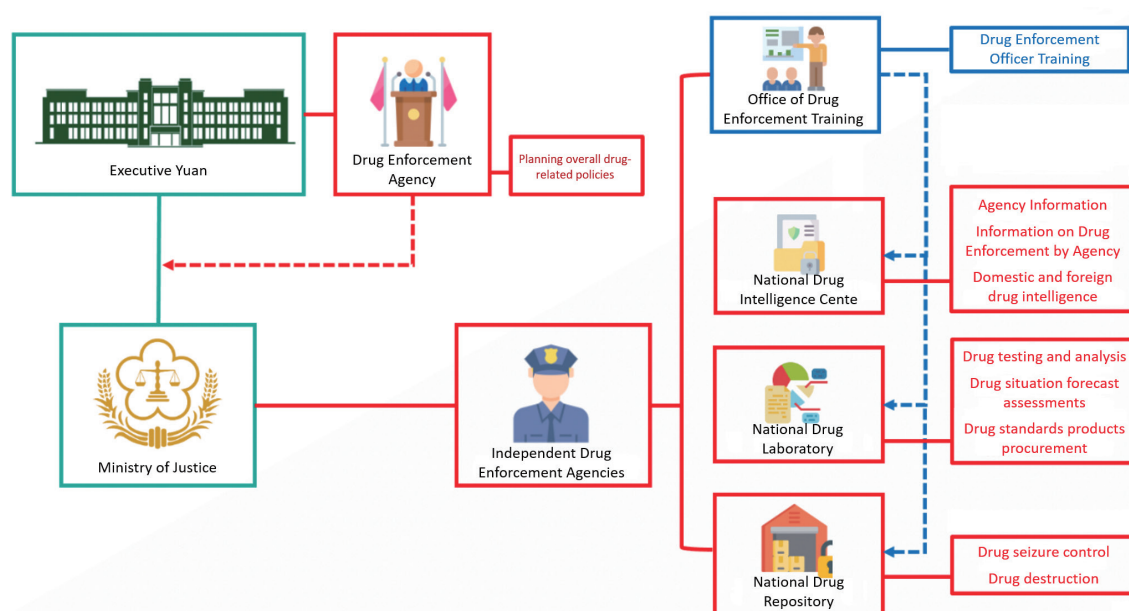 Executive Yuan
Drug Enforcement
Agency
Planning overall drug-
related policies
Ministry of Justice
Independent Drug
Enforcement Agencies
Office of Drug
Enforcement Training
Drug Enforcement
Officer Training
National Drug
Intelligence Cente
Agency Information
Information on Drug
Enforcement by Agency
Domestic and foreign
drug intelligence
National Drug
Laboratory
Drug testing and analysis
Drug situation forecast
assessments
Drug standards products
procurement
National Drug
Repository
Drug seizure control
Drug destruction